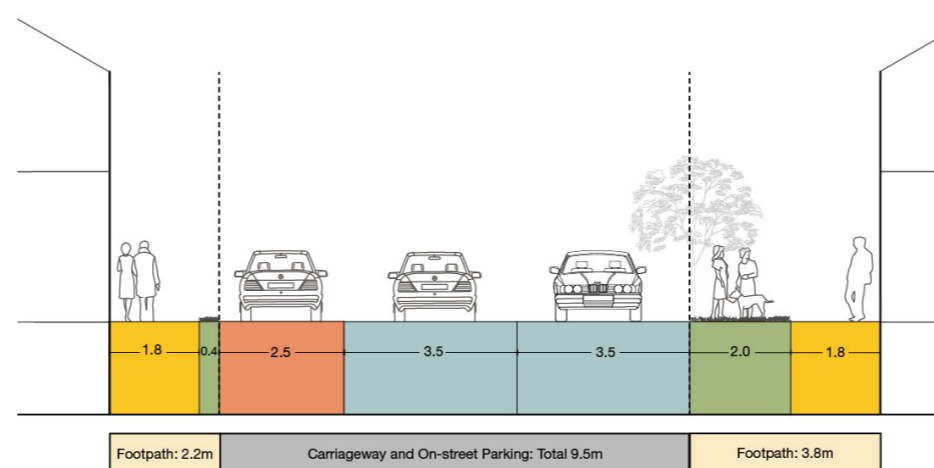 1.8 0.4 2.5 3.5 3.5 2.0 1.8
Footpath: 2.2m Carriageway and On-street Parking: Total 9.5m Footpath: 3.8m